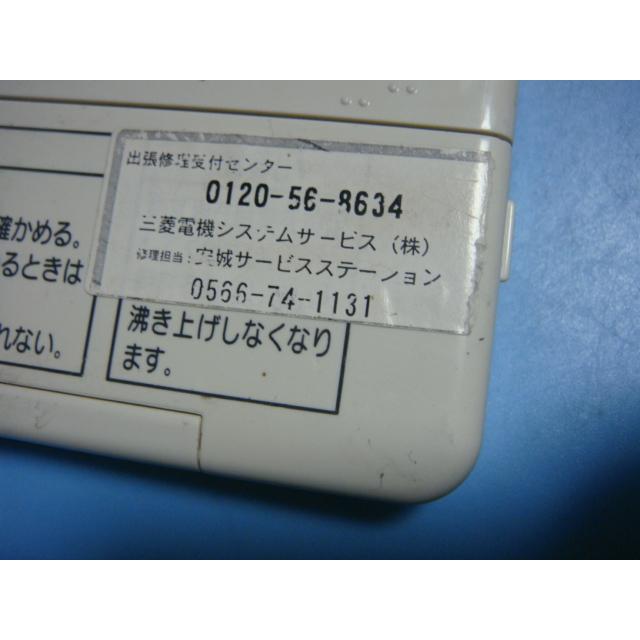 出張修理受付センター
0120-56-8634
三菱電機システムサービス（株）
修理担当：安城サービスステーション
0566-74-1131
確かめる。
るときは
れない。
沸き上げしなくなり
ます。